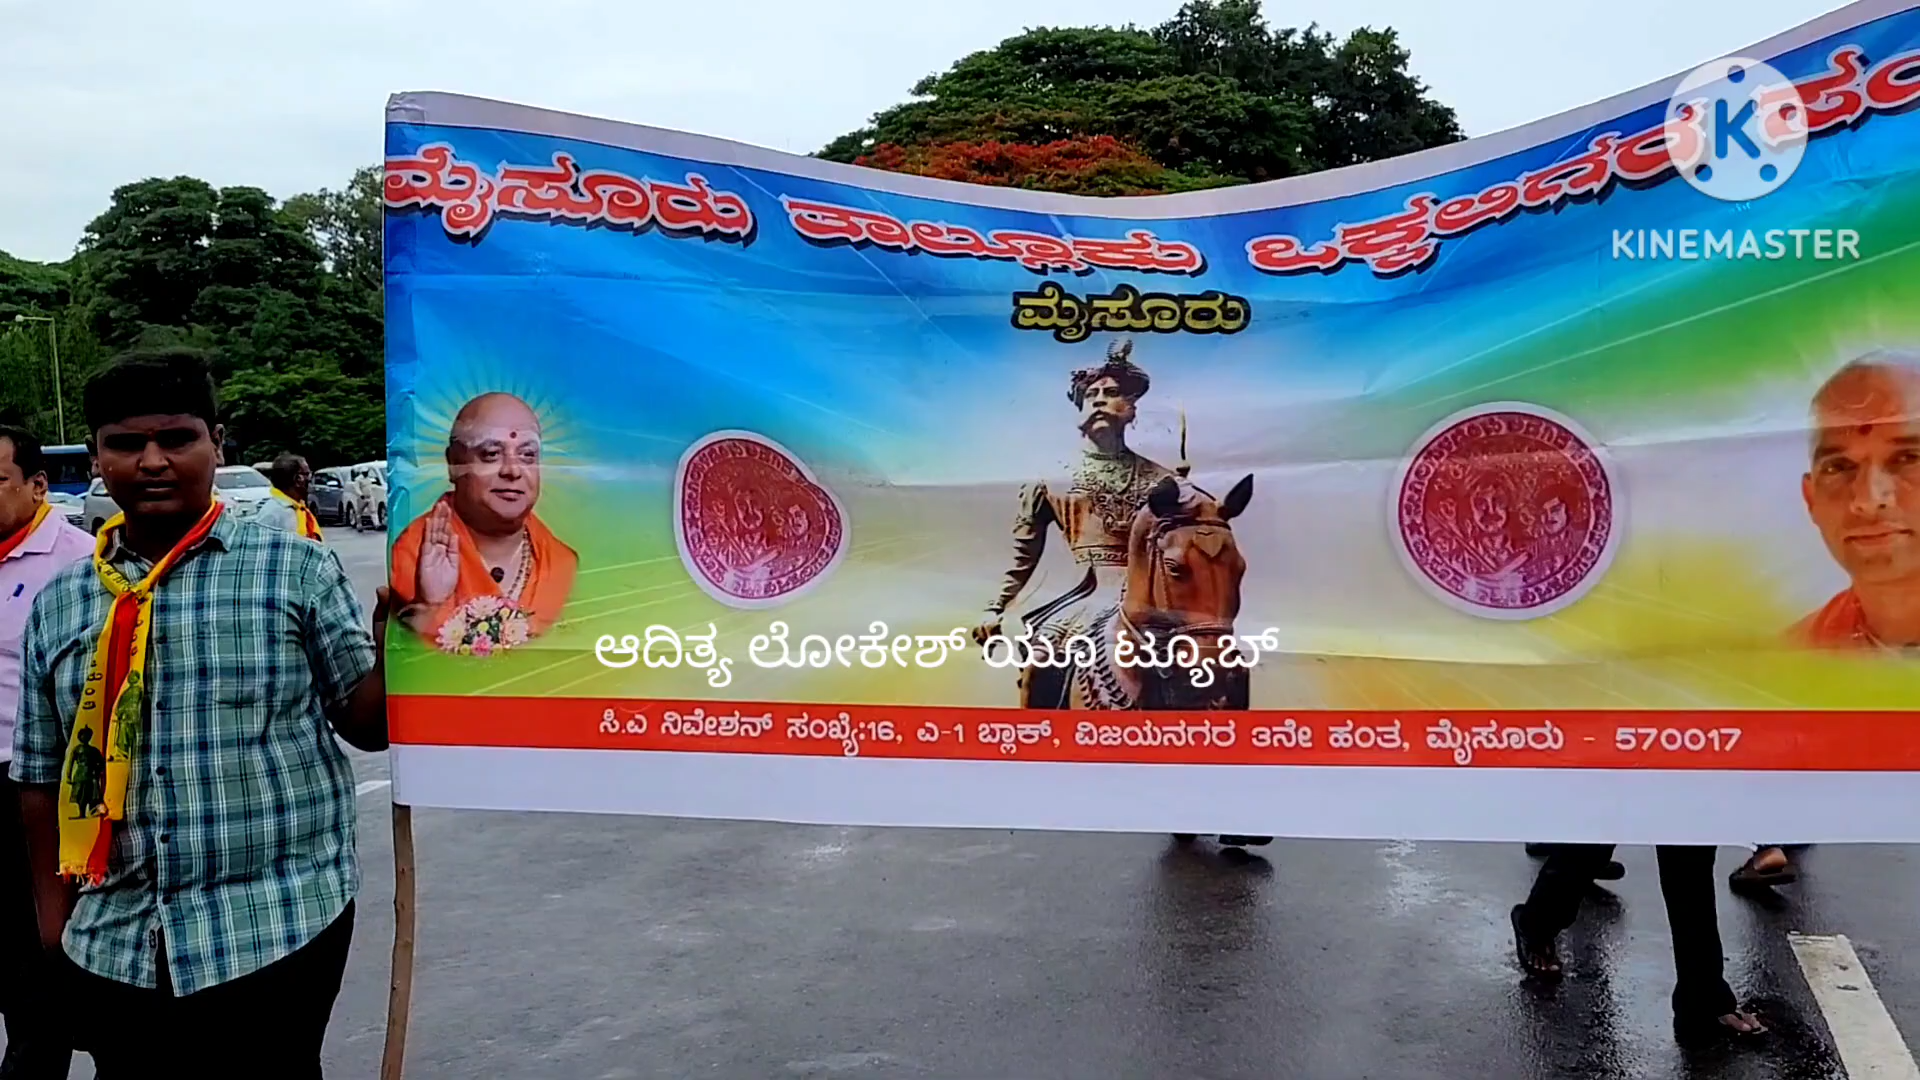 ಮೈಸೂರು ತಾಲ್ಲೂಕು ಒಕ್ಕಲಿಗರ
ಮೈಸೂರು
KINEMASTER
ಆದಿತ್ಯ ಲೋಕೇಶ್ ಯೂ ಟ್ಯೂಬ್
ಸಿ.ಎ ನಿವೇಶನ್ ಸಂಖ್ಯೆ:16, ಎ-1 ಬ್ಲಾಕ್, ವಿಜಯನಗರ 3ನೇ ಹಂತ, ಮೈಸೂರು - 570017